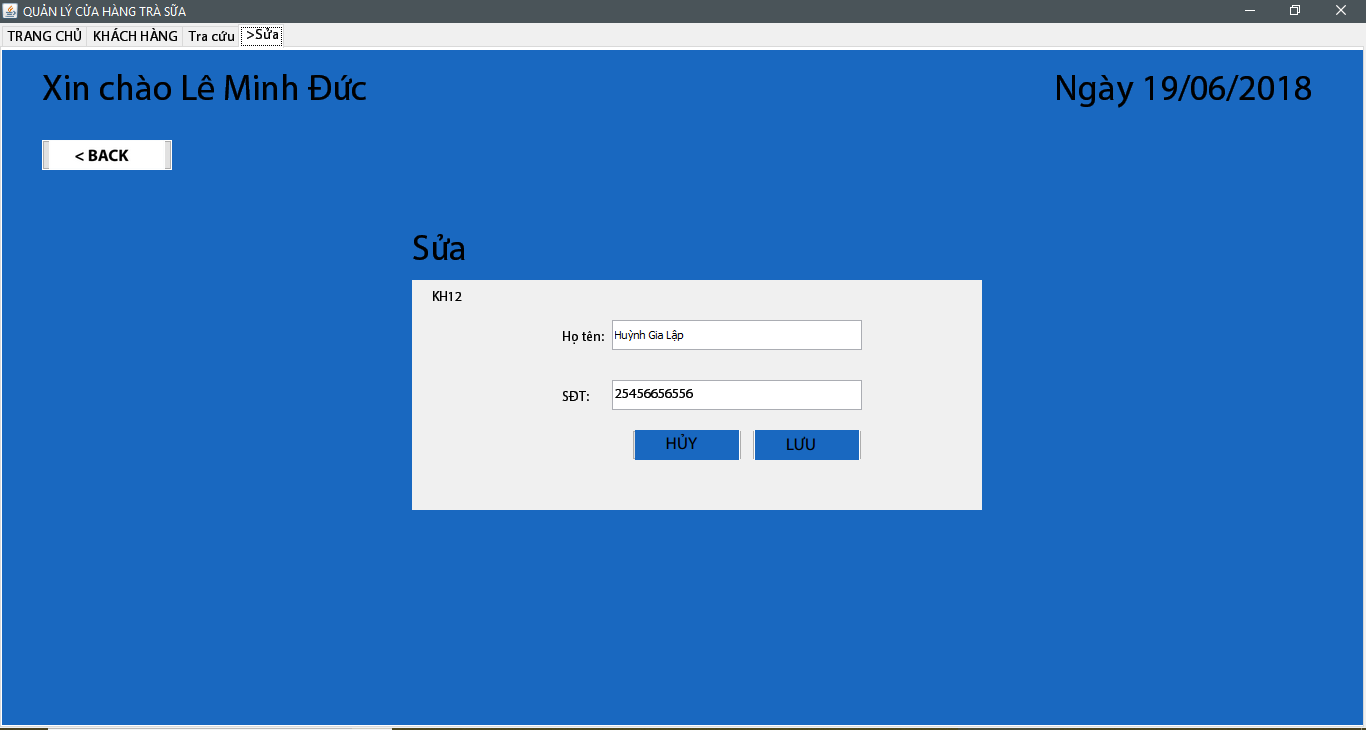 QUẢN LÝ CỬA HÀNG TRÀ SỮA
TRANG CHỦ KHÁCH HÀNG Tra cứu >Sửa
Xin chào Lê Minh Đức Ngày 19/06/2018
< BACK
Sửa
KH12
Họ tên: Huỳnh Gia Lập
SĐT: 25456656556
HỦY LƯU